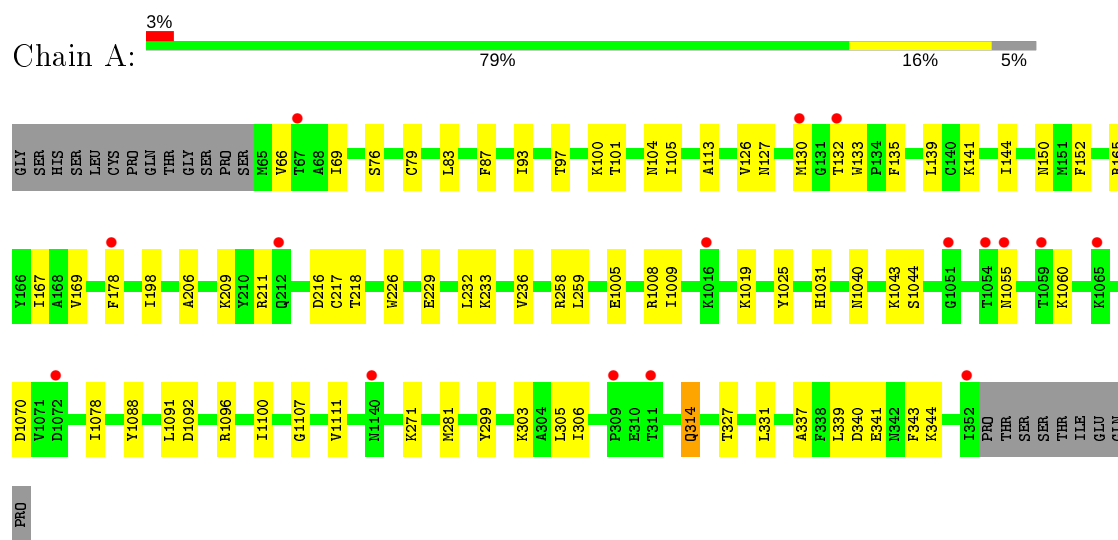 3%
Chain A:
79% 16% 5%
GLY SER HIS SER LEU CYS PRO GLN THR GLY SER PRO SER M65 V66 T67 A68 I69 S76 C79 L83 F87 I93 T97 K100 T101 N104 I105 A113 V126 N127 M130 G131 T132 W133 P134 F135 L139 C140 K141 I144 N150 M151 F152 R165
Y166 I167 A168 V169 F178 I198 A206 K209 Y210 R211 Q212 D216 C217 T218 W226 E229 L232 K233 V236 R258 L259 E1005 R1008 I1009 K1016 K1019 Y1025 H1031 N1040 K1043 S1044 G1051 T1054 N1055 T1059 K1060 K1065
D1070 V1071 D1072 I1078 Y1088 L1091 D1092 R1096 I1100 G1107 V1111 N1140 K271 M281 Y299 K303 A304 L305 I306 P309 E310 T311 Q314 T327 L331 A337 F338 L339 D340 E341 N342 F343 K344 I352 PRO THR SER SER THR ILE GLU GLN
PRO